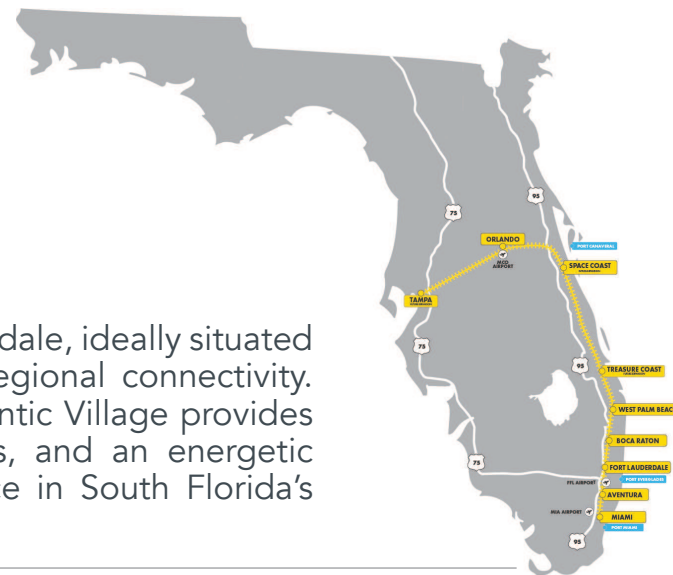 dale, ideally situated
egional connectivity.
ntic Village provides
s, and an energetic
ce in South Florida's
75
95
ORLANDO
MCO
AIRPORT
PORT CANAVERAL
SPACE COAST
TAMPA
75
95
TREASURE COAST
WEST PALM BEAC
BOCA RATON
75
FORT LAUDERDALE
FFL AIRPORT
PORT EVERGLADES
AVENTURA
MIA AIRPORT
MIAMI
PORT MIAMI
95